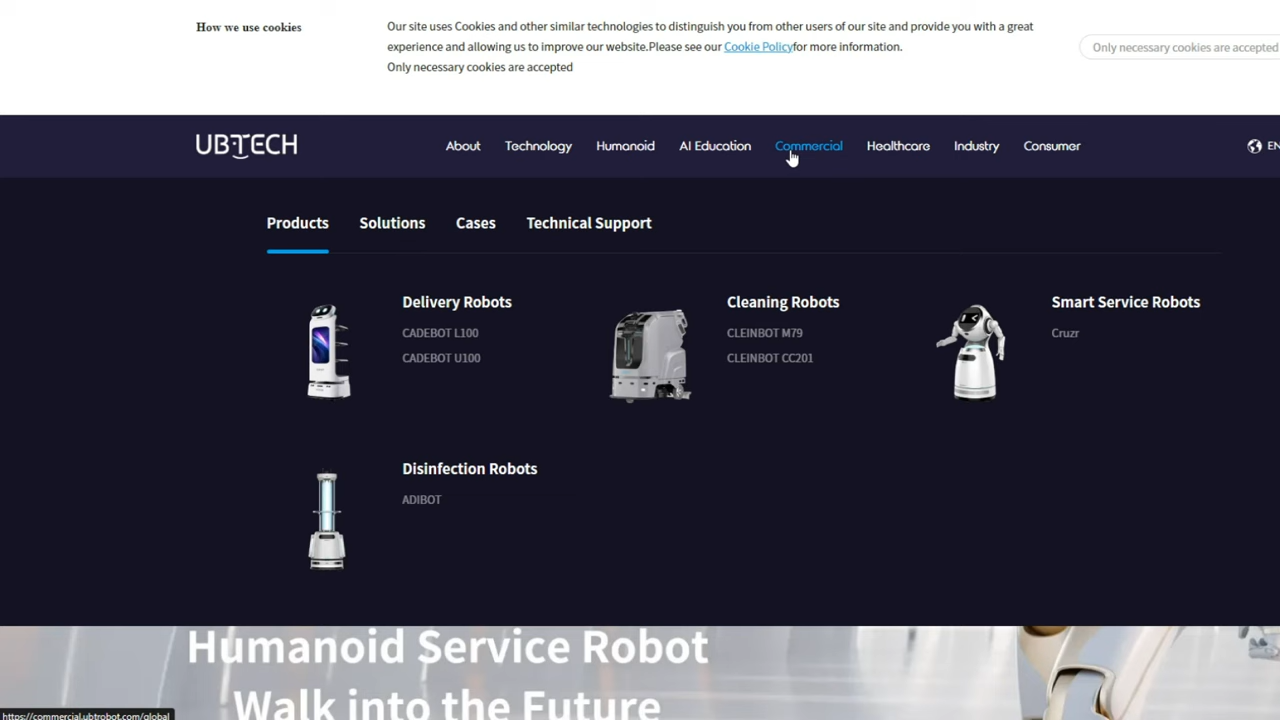 How we use cookies
Our site uses Cookies and other similar technologies to distinguish you from other users of our site and provide you with a great
experience and allowing us to improve our website.Please see our Cookie Policyfor more information.
Only necessary cookies are accepted
Only necessary cookies are accepted
UBTECH
About Technology Humanoid AI Education Commercial Healthcare Industry Consumer EN
Products Solutions Cases Technical Support
Delivery Robots
CADEBOT L100
CADEBOT U100
Cleaning Robots
CLEINBOT M79
CLEINBOT CC201
Smart Service Robots
Cruzr
Disinfection Robots
ADIBOT
Humanoid Service Robot
Walk into the Future
https://commercial.ubtrobot.com/global